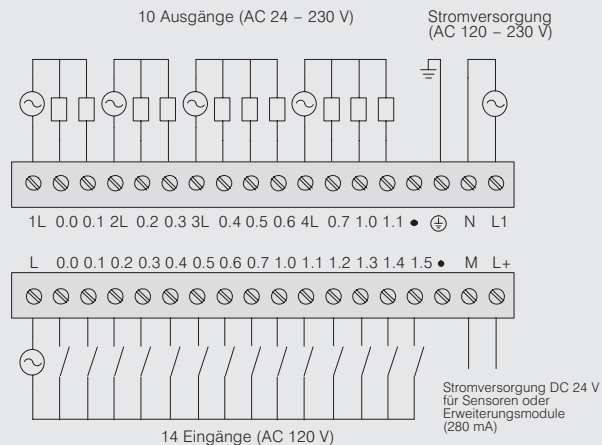 10 Ausgänge (AC 24 – 230 V)
Stromversorgung
(AC 120 – 230 V)
1L 0.0 0.1 2L 0.2 0.3 3L 0.4 0.5 0.6 4L 0.7 1.0 1.1 • N L1
L 0.0 0.1 0.2 0.3 0.4 0.5 0.6 0.7 1.0 1.1 1.2 1.3 1.4 1.5 • M L+
Stromversorgung DC 24 V
für Sensoren oder
Erweiterungsmodule
(280 mA)
14 Eingänge (AC 120 V)